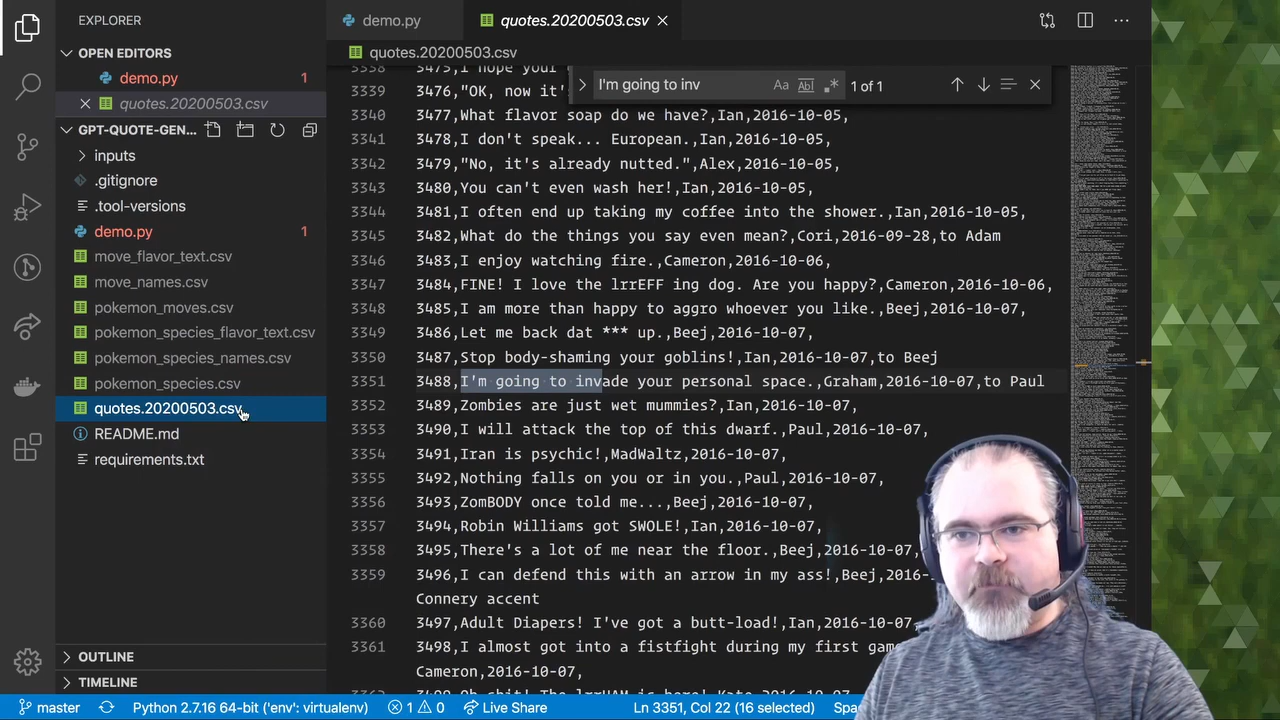 EXPLORER
OPEN EDITORS
demo.py 1
quotes.20200503.csv
GPT-QUOTE-GEN...
inputs
.gitignore
.tool-versions
demo.py 1
move_flavor_text.csv
move_names.csv
pokemon_moves.csv
pokemon_species_flavor_text.csv
pokemon_species_names.csv
pokemon_species.csv
quotes.20200503.csv
README.md
requirements.txt
OUTLINE
TIMELINE
demo.py
quotes.20200503.csv
quotes.20200503.csv
I'm going to inv Aa 1 of 1
3338 3475,I hope your
3339 3476,"OK, now it's
3340 3477,What flavor soap do we have?,Ian,2016-10-05,
3341 3478,I don't speak... European.,Ian,2016-10-05,
3342 3479,"No, it's already nutted.",Alex,2016-10-05,
3343 3480,You can't even wash her!,Ian,2016-10-05,
3344 3481,I often end up taking my coffee into the shower.,Ian,2016-10-05,
3345 3482,What do the things you say even mean?,Cori,2016-09-28,to Adam
3346 3483,I enjoy watching fire.,Cameron,2016-10-06,
3347 3484,FINE! I love the lrrEFF ing dog. Are you happy?,Cameron,2016-10-06,
3348 3485,I am more than happy to aggro whoever you like.,Beej,2016-10-07,
3349 3486,Let me back dat *** up.,Beej,2016-10-07,
3350 3487,Stop body-shaming your goblins!,Ian,2016-10-07,to Beej
3351 3488,I'm going to invade your personal space.,Graham,2016-10-07,to Paul
3352 3489,Zombies are just wet mummies?,Ian,2016-10-07,
3353 3490,I will attack the top of this dwarf.,Paul,2016-10-07,
3354 3491,Iran is psychic!,MadWaltz,2016-10-07,
3355 3492,Nothing falls on you or in you.,Paul,2016-10-07,
3356 3493,ZomBODY once told me...,Beej,2016-10-07,
3357 3494,Robin Williams got SWOLE!,Ian,2016-10-07,
3358 3495,There's a lot of me near the floor.,Beej,2016-10-07,
3359 3496,I can defend this with an arrow in my ass.,Beej,2016-
onnery accent
3360 3497,Adult Diapers! I've got a butt-load!,Ian,2016-10-07,
3361 3498,I almost got into a fistfight during my first
Cameron,2016-10-07,
3362 3499,Oh shit! The lrrHAM is here!,Kate,2016-10-07,
master Python 2.7.16 64-bit ('env': virtualenv) 1 0 Live Share Ln 3351, Col 22 (16 selected)